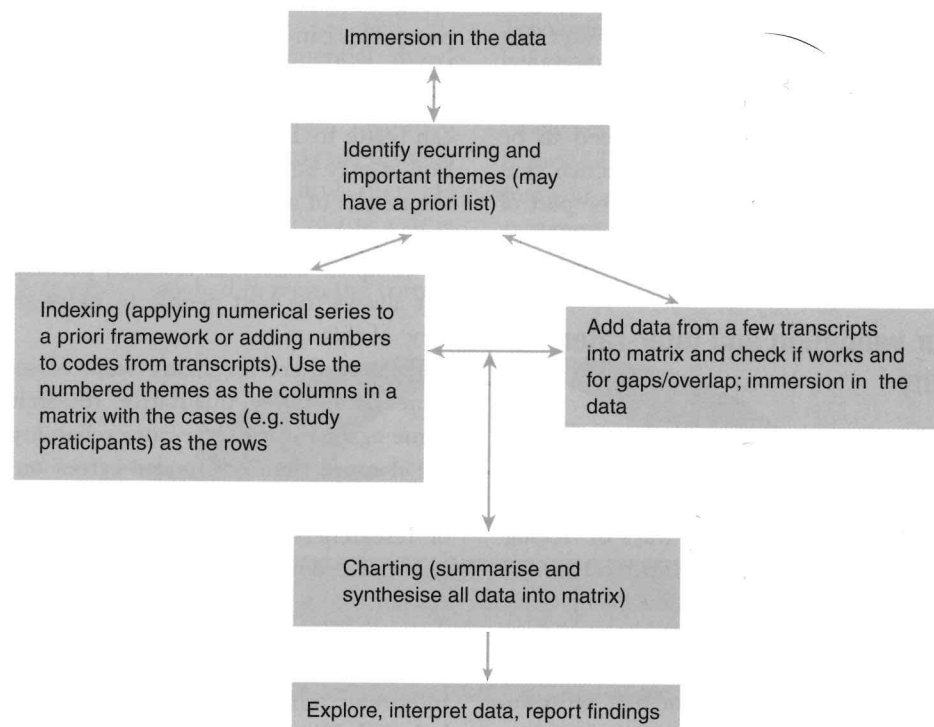 Immersion in the data
Identify recurring and
important themes (may
have a priori list)
Indexing (applying numerical series to
a priori framework or adding numbers
to codes from transcripts). Use the
numbered themes as the columns in a
matrix with the cases (e.g. study
praticipants) as the rows
Add data from a few transcripts
into matrix and check if works and
for gaps/overlap; immersion in the
data
Charting (summarise and
synthesise all data into matrix)
Explore, interpret data, report findings